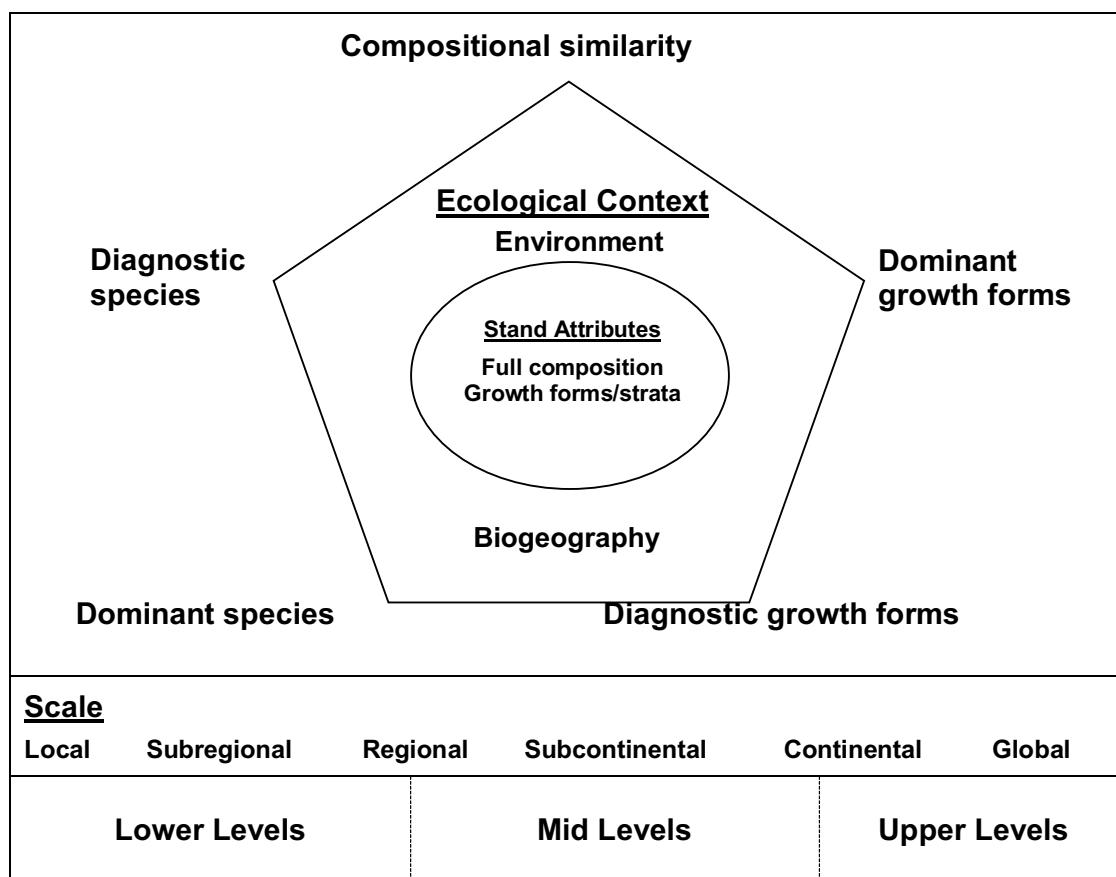 Compositional similarity
Ecological Context
Environment
Diagnostic
species
Dominant
growth forms
Stand Attributes
Full composition
Growth forms/strata
Biogeography
Dominant species
Diagnostic growth forms
Scale
Local Subregional Regional Subcontinental Continental Global
Lower Levels Mid Levels Upper Levels